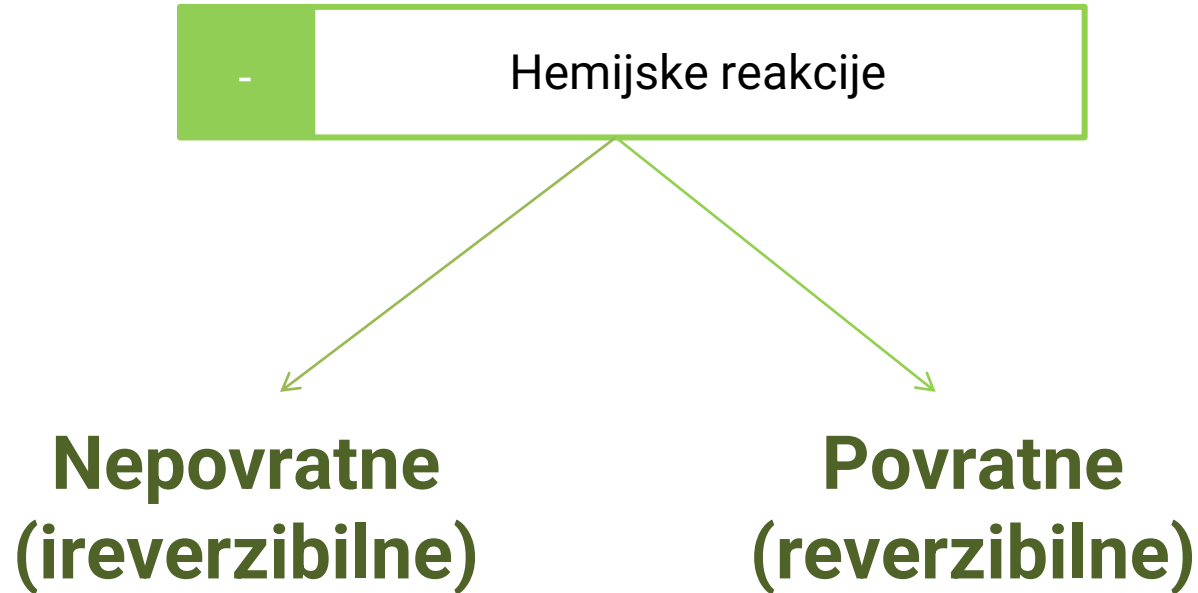 -
Hemijske reakcije
Nepovratne
(ireverzibilne)
Povratne
(reverzibilne)